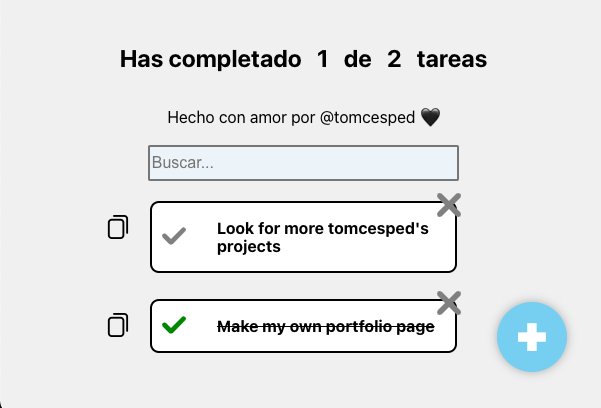 Has completado 1 de 2 tareas
Hecho con amor por @tomcesped 🖤
Buscar...
Look for more tomcesped's
projects
Make my own portfolio page